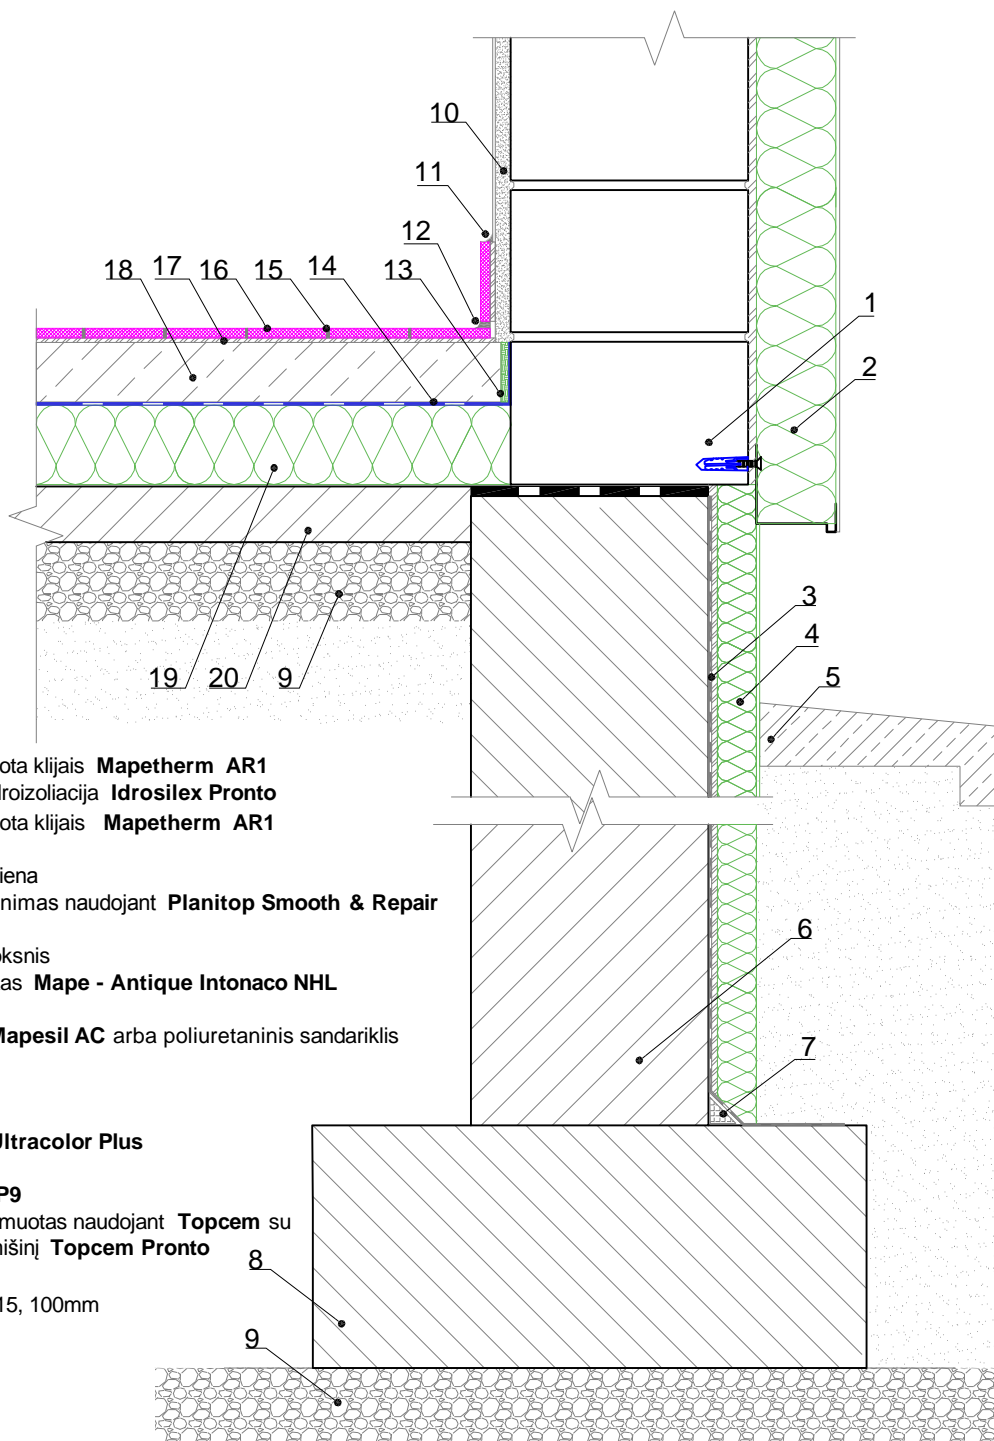 10
11
12
18 17 16 15 14 13
1
2
3
4
19 20 9
5
ota klijais Mapetherm AR1
droizoliacija Idrosilex Pronto
ota klijais Mapetherm AR1
iena
nimas naudojant Planitop Smooth & Repair
6
oksnis
as Mape - Antique Intonaco NHL
Mapesil AC arba poliuretaninis sandariklis
7
Ultracolor Plus
P9
muotas naudojant Topcem su
mišinį Topcem Pronto
8
15, 100mm
9